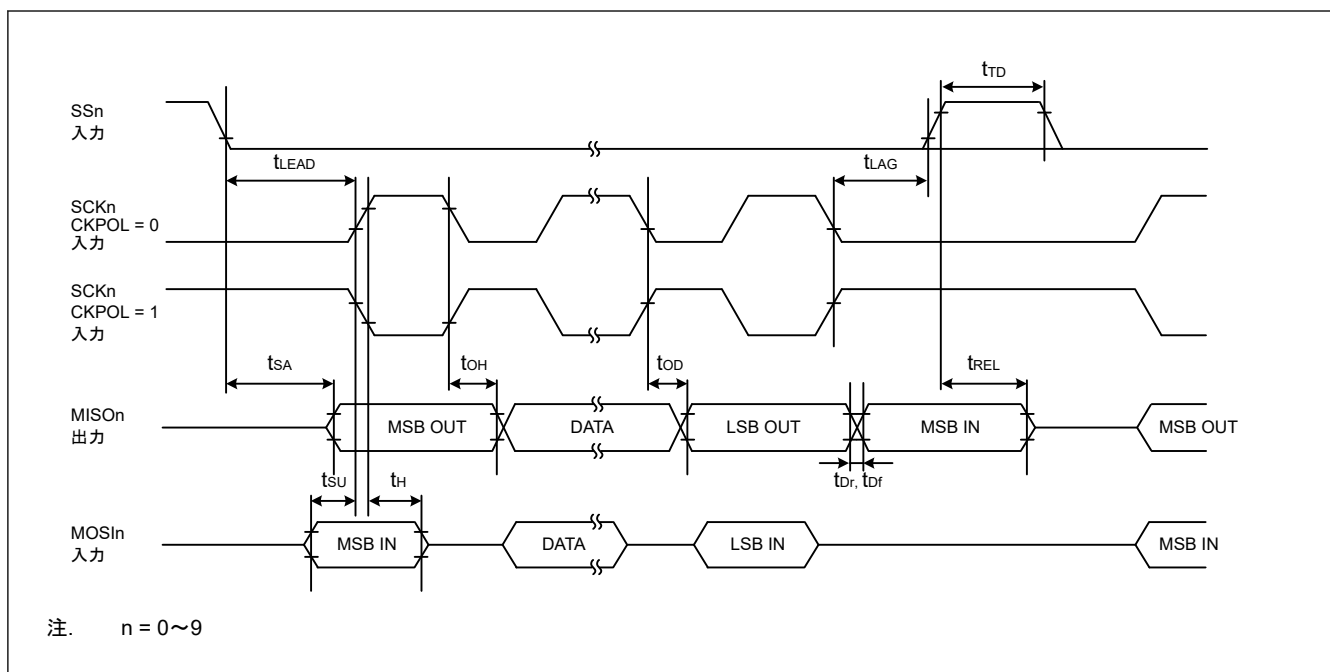 tTD
SSn
入力
tLEAD
tLAG
SCKn
CKPOL = 0
入力
SCKn
CKPOL = 1
入力
tSA
tOH
tOD
tREL
MISOn
出力
MSB OUT
DATA
LSB OUT
MSB IN
MSB OUT
tSU
tH
tDr, tDf
MOSIn
入力
MSB IN
DATA
LSB IN
MSB IN
注. n = 0～9